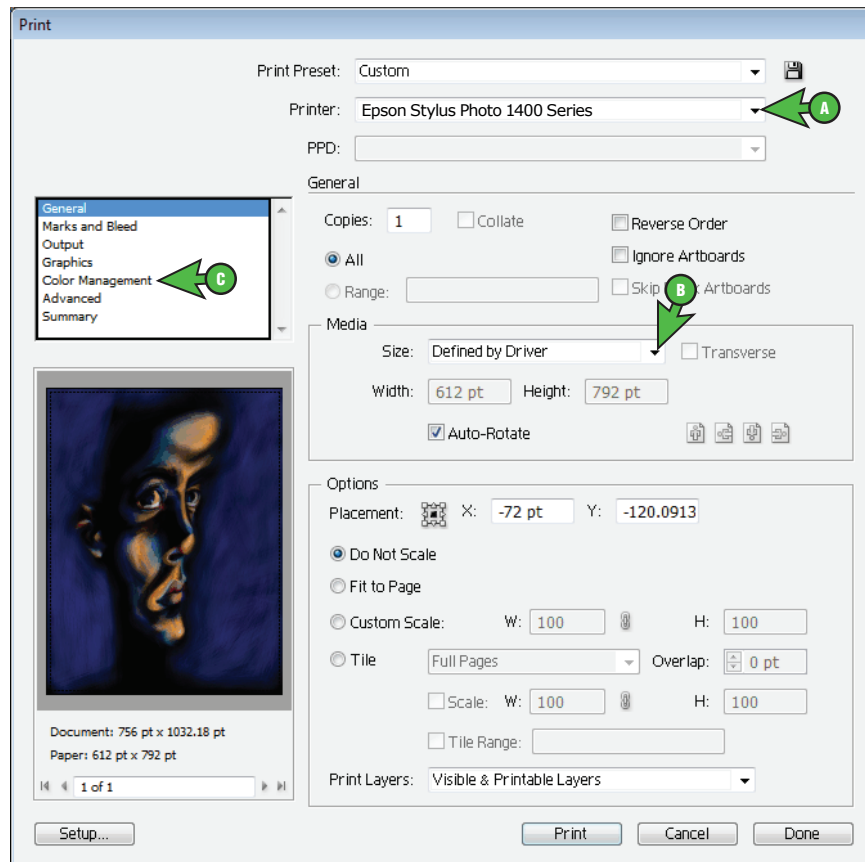 Print
Print Preset: Custom
Printer: Epson Stylus Photo 1400 Series
A
PPD:
General
Marks and Bleed
Output
Graphics
Color Management
Advanced
Summary
C
General
Copies: 1 Collate Reverse Order
All Ignore Artboards
Range: Skip Artboards
B
Media
Size: Defined by Driver Transverse
Width: 612 pt Height: 792 pt
Auto-Rotate
Options
Placement: X: -72 pt Y: -120.0913
Do Not Scale
Fit to Page
Custom Scale: W: 100 H: 100
Tile Full Pages Overlap: 0 pt
Scale: W: 100 H: 100
Tile Range:
Print Layers: Visible & Printable Layers
Document: 756 pt x 1032.18 pt
Paper: 612 pt x 792 pt
1 of 1
Setup... Print Cancel Done